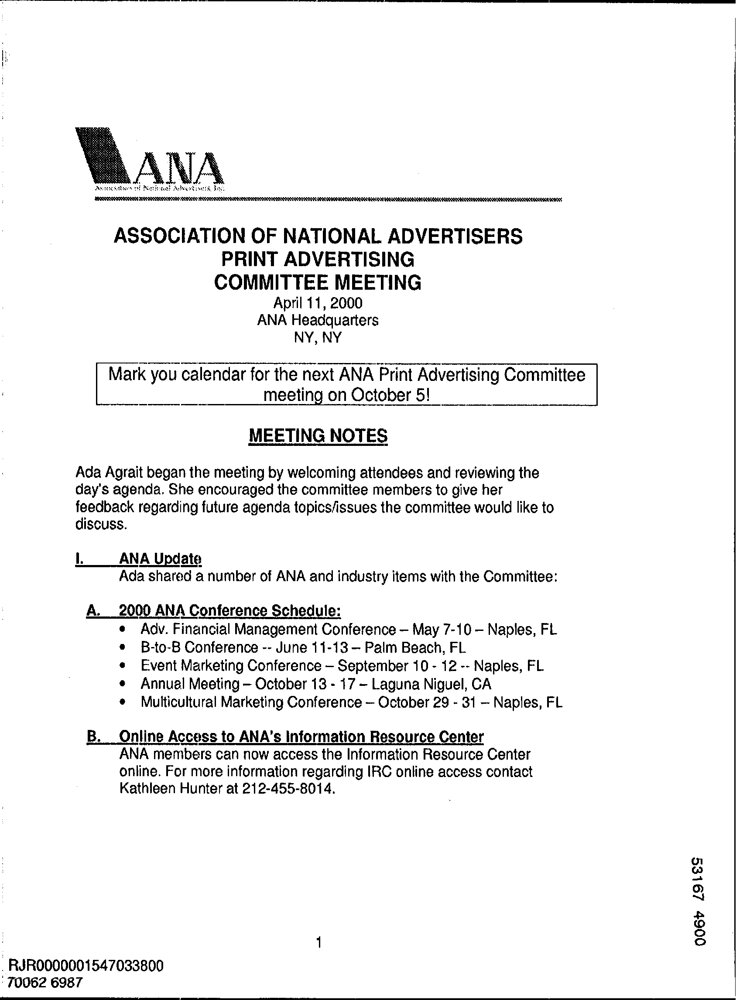 ANA
Association of National Advertisers, Inc.
ASSOCIATION OF NATIONAL ADVERTISERS
PRINT ADVERTISING
COMMITTEE MEETING
April 11, 2000
ANA Headquarters
NY, NY
Mark you calendar for the next ANA Print Advertising Committee
meeting on October 5!
MEETING NOTES
Ada Agrait began the meeting by welcoming attendees and reviewing the
day's agenda. She encouraged the committee members to give her
feedback regarding future agenda topics/issues the committee would like to
discuss.
I. ANA Update
Ada shared a number of ANA and industry items with the Committee:
A. 2000 ANA Conference Schedule:
• Adv. Financial Management Conference – May 7-10 – Naples, FL
• B-to-B Conference -- June 11-13 – Palm Beach, FL
• Event Marketing Conference – September 10 - 12 -- Naples, FL
• Annual Meeting – October 13 - 17 – Laguna Niguel, CA
• Multicultural Marketing Conference – October 29 - 31 – Naples, FL
B. Online Access to ANA's Information Resource Center
ANA members can now access the Information Resource Center
online. For more information regarding IRC online access contact
Kathleen Hunter at 212-455-8014.
53167 4900
1
RJR0000001547033800
70062 6987